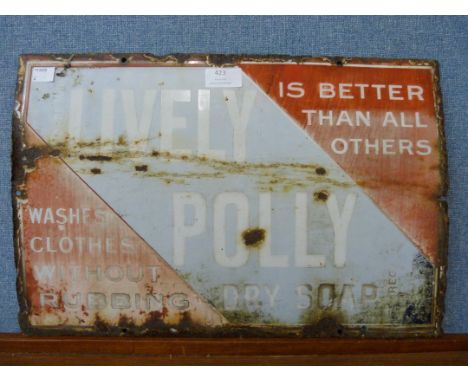 423
LIVELY
IS BETTER
THAN ALL
OTHERS
POLLY
WASHES
CLOTHES
WITHOUT
RUBBING
DRY SOAP